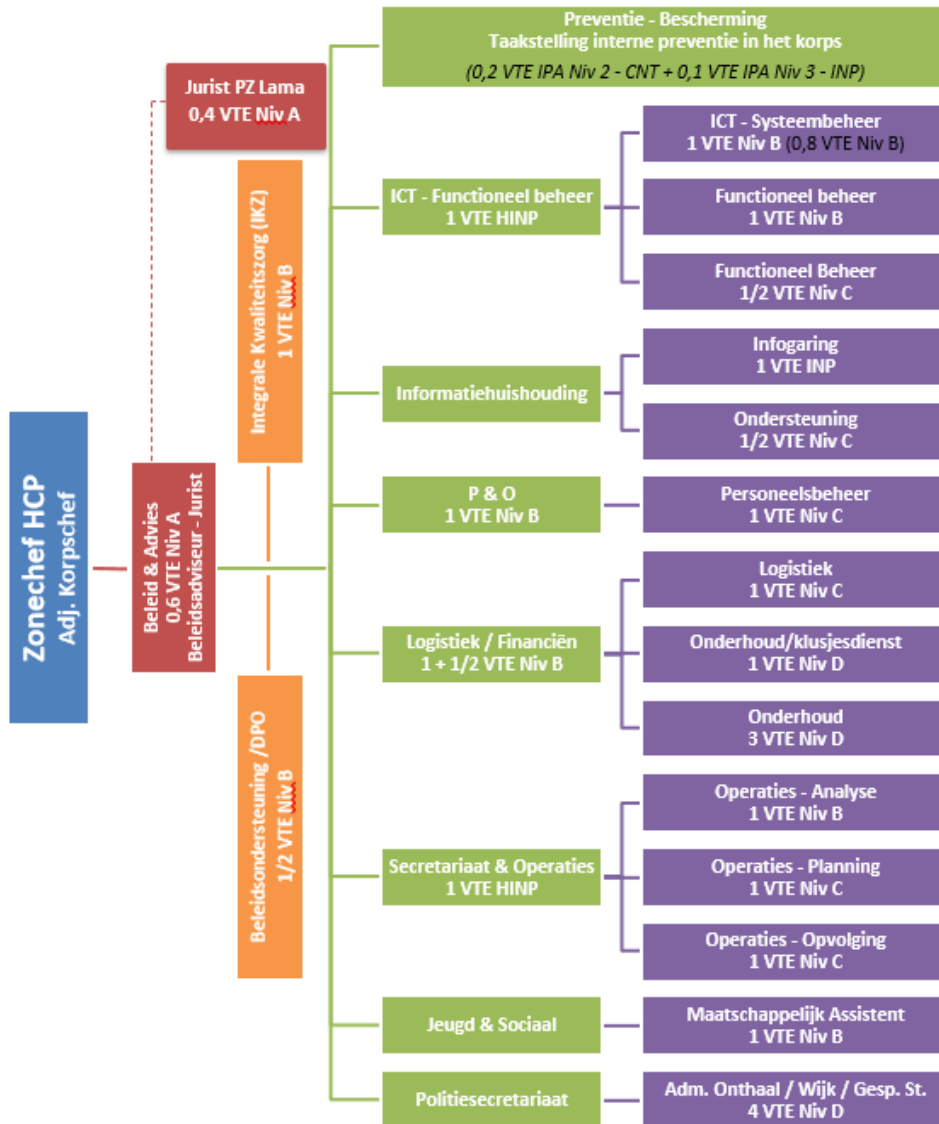 Zonechef HCP
Adj. Korpschef
Beleid & Advies
0,6 VTE Niv A
Beleidsadviseur - Jurist
Jurist PZ Lama
0,4 VTE Niv A
Integrale Kwaliteitszorg (IKZ)
1 VTE Niv B
Beleidsondersteuning /DPO
1/2 VTE Niv B
Preventie - Bescherming
Taakstelling interne preventie in het korps
(0,2 VTE IPA Niv 2 - CNT + 0,1 VTE IPA Niv 3 - INP)
ICT - Functioneel beheer
1 VTE HINP
ICT - Systeembeheer
1 VTE Niv B (0,8 VTE Niv B)
Functioneel beheer
1 VTE Niv B
Functioneel Beheer
1/2 VTE Niv C
Informatiehuishouding
Infogaring
1 VTE INP
Ondersteuning
1/2 VTE Niv C
P & O
1 VTE Niv B
Personeelsbeheer
1 VTE Niv C
Logistiek / Financiën
1 + 1/2 VTE Niv B
Logistiek
1 VTE Niv C
Onderhoud/klusjesdienst
1 VTE Niv D
Onderhoud
3 VTE Niv D
Secretariaat & Operaties
1 VTE HINP
Operaties - Analyse
1 VTE Niv B
Operaties - Planning
1 VTE Niv C
Operaties - Opvolging
1 VTE Niv C
Jeugd & Sociaal
Maatschappelijk Assistent
1 VTE Niv B
Politiesecretariaat
Adm. Onthaal / Wijk / Gesp. St.
4 VTE Niv D